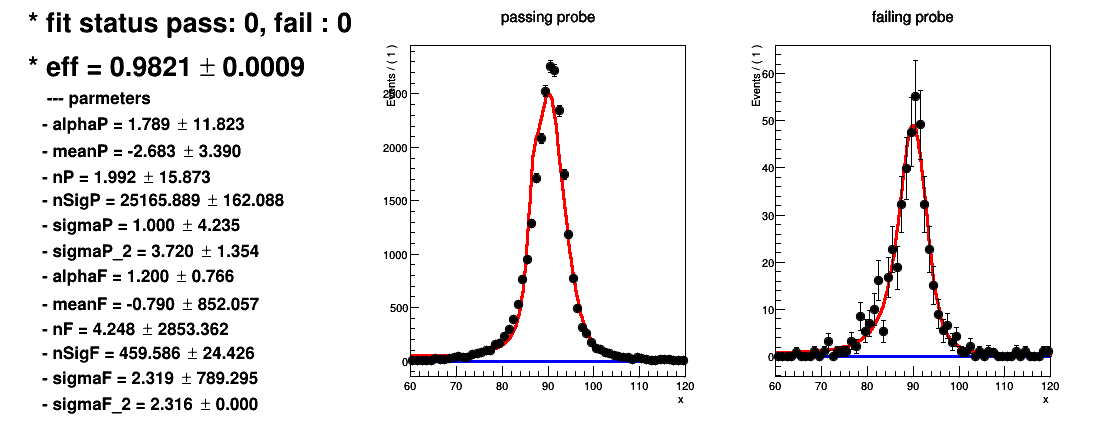 * fit status pass: 0, fail : 0
* eff = 0.9821 ± 0.0009
--- parmeters
- alphaP = 1.789 ± 11.823
- meanP = -2.683 ± 3.390
- nP = 1.992 ± 15.873
- nSigP = 25165.889 ± 162.088
- sigmaP = 1.000 ± 4.235
- sigmaP_2 = 3.720 ± 1.354
- alphaF = 1.200 ± 0.766
- meanF = -0.790 ± 852.057
- nF = 4.248 ± 2853.362
- nSigF = 459.586 ± 24.426
- sigmaF = 2.319 ± 789.295
- sigmaF_2 = 2.316 ± 0.000
passing probe
Events / ( 1 )
2500
2000
1500
1000
500
0
60 70 80 90 100 110 120
x
failing probe
Events / ( 1 )
60
50
40
30
20
10
0
60 70 80 90 100 110 120
x